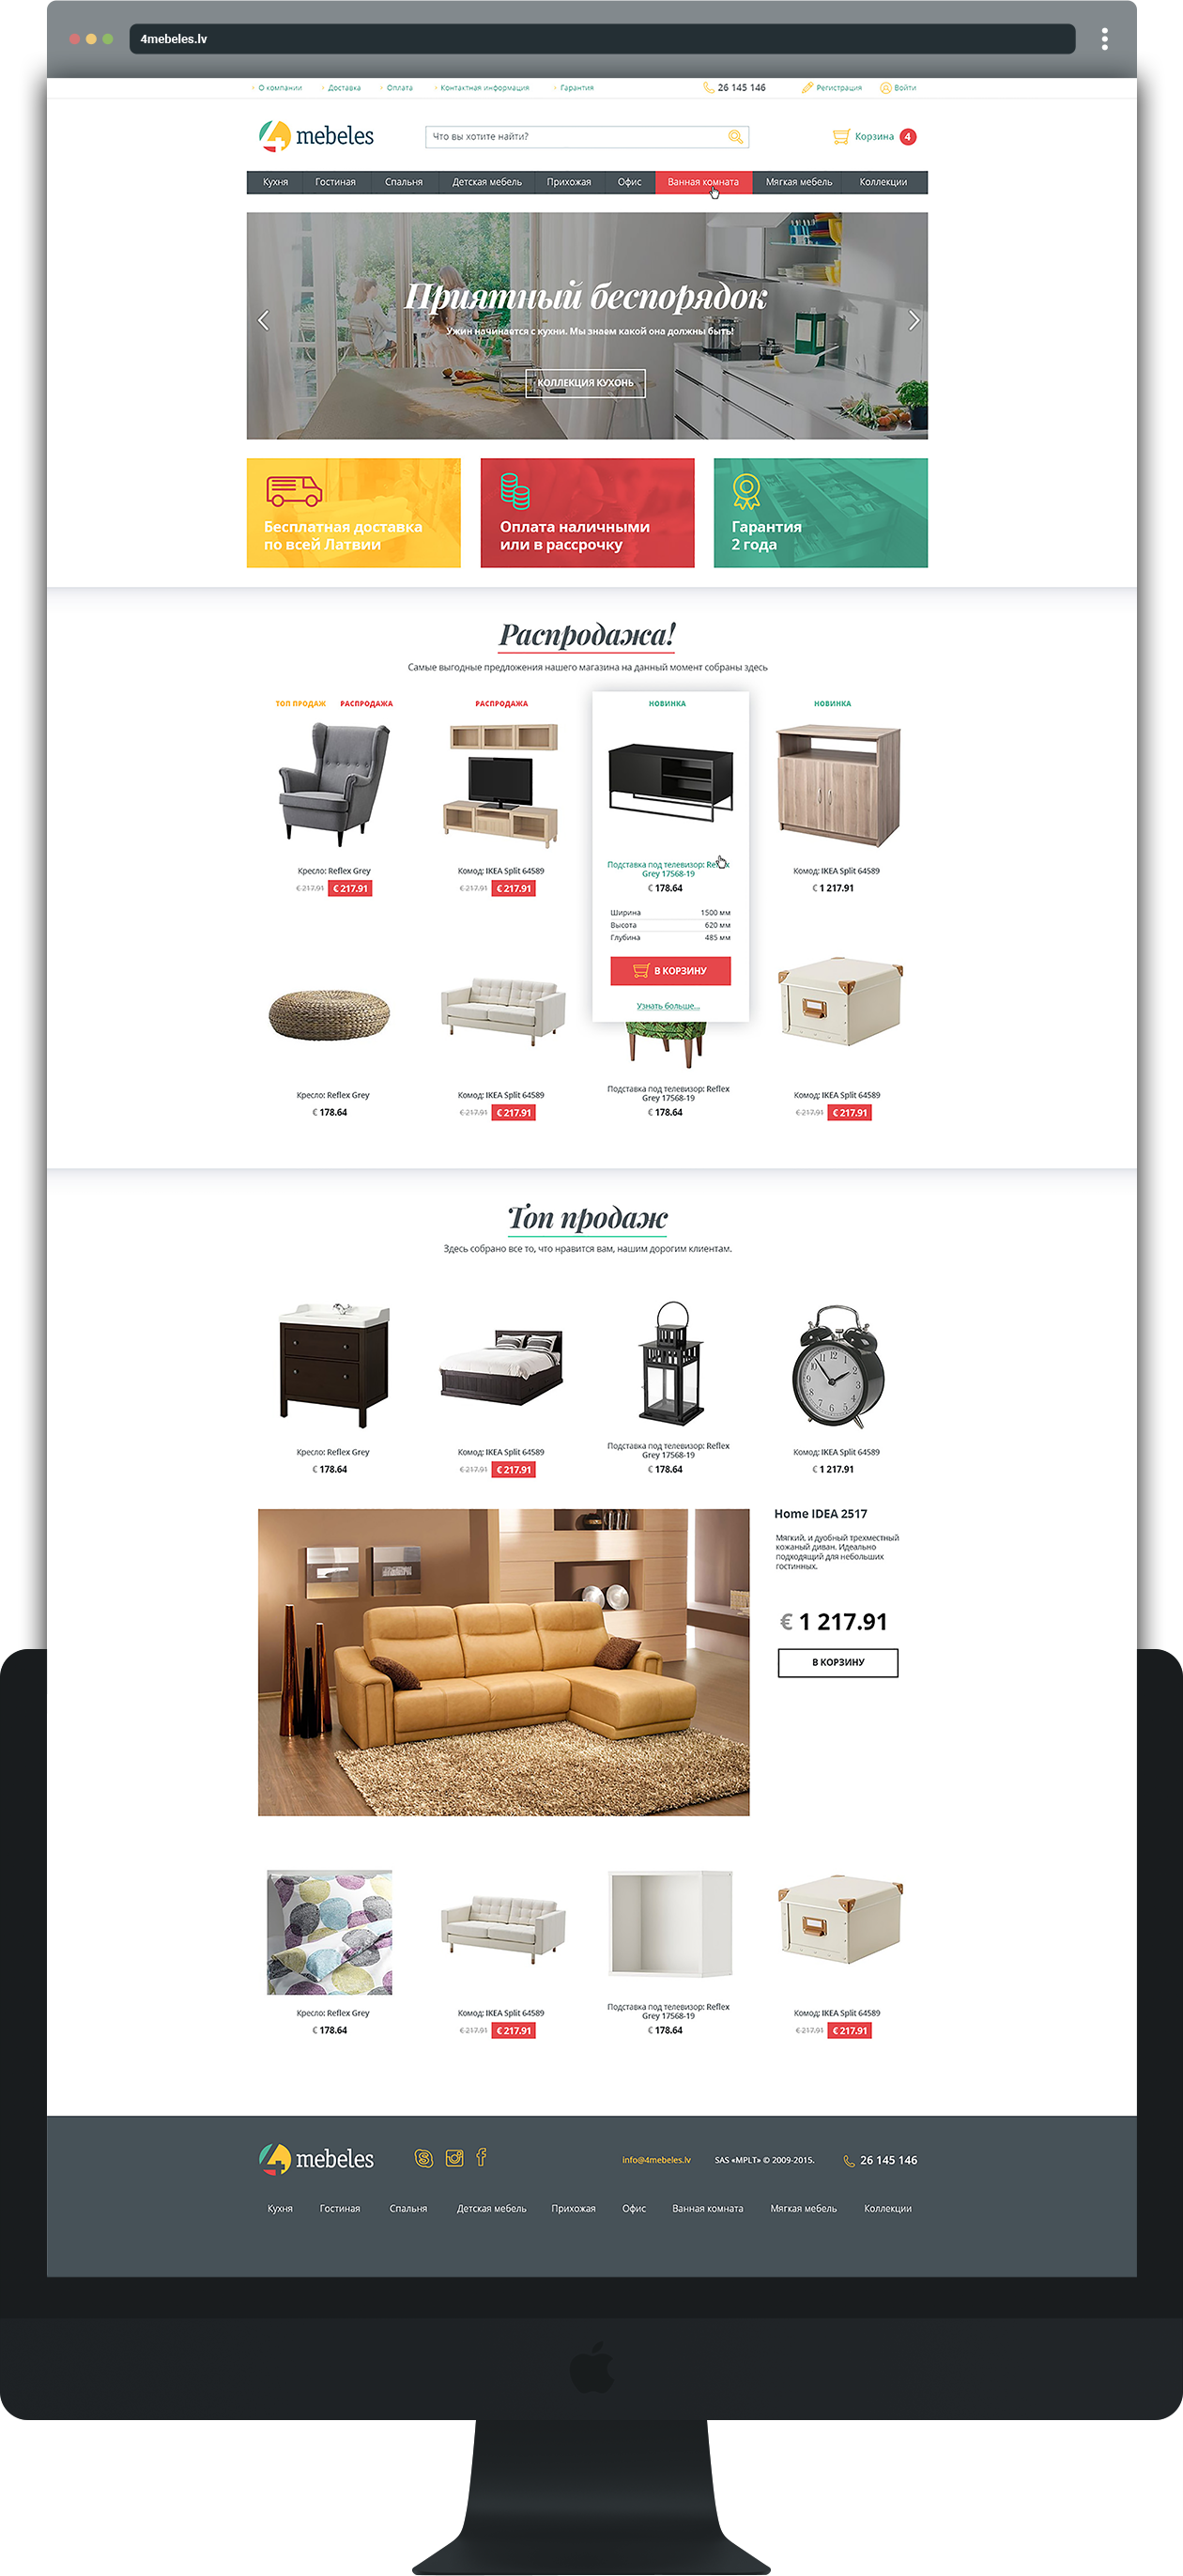 4mebeles.lv
О компании Доставка Оплата Контактная информация Гарантия 26 145 146 Регистрация Войти
4 mebeles Что вы хотите найти? Корзина 4
Кухня Гостиная Спальня Детская мебель Прихожая Офис Ванная комната Мягкая мебель Коллекции
Приятный беспорядок
Ужин начинается с кухни. Мы знаем какой она должны быть!
КОЛЛЕКЦИЯ КУХОНЬ
Бесплатная доставка
по всей Латвии
Оплата наличными
или в рассрочку
Гарантия
2 года
Распродажа!
Самые выгодные предложения нашего магазина на данный момент собраны здесь
ТОП ПРОДАЖ РАСПРОДАЖА
Кресло: Reflex Grey
€ 217.91 € 217.91
РАСПРОДАЖА
Комод: IKEA Split 64589
€ 217.91 € 217.91
НОВИНКА
Подставка под телевизор: Reflex
Grey 17568-19
€ 178.64
Ширина 1500 мм
Высота 620 мм
Глубина 485 мм
В КОРЗИНУ
Узнать больше...
НОВИНКА
Комод: IKEA Split 64589
€ 1 217.91
Кресло: Reflex Grey
€ 178.64
Комод: IKEA Split 64589
€ 217.91 € 217.91
Подставка под телевизор: Reflex
Grey 17568-19
€ 178.64
Комод: IKEA Split 64589
€ 217.91 € 217.91
Топ продаж
Здесь собрано все то, что нравится вам, нашим дорогим клиентам.
Кресло: Reflex Grey
€ 178.64
Комод: IKEA Split 64589
€ 217.91 € 217.91
Подставка под телевизор: Reflex
Grey 17568-19
€ 178.64
Комод: IKEA Split 64589
€ 1 217.91
Home IDEA 2517
Мягкий, и дуобный трехместный
кожаный диван. Идеально
подходящий для небольших
гостинных.
€ 1 217.91
В КОРЗИНУ
Кресло: Reflex Grey
€ 178.64
Комод: IKEA Split 64589
€ 217.91 € 217.91
Подставка под телевизор: Reflex
Grey 17568-19
€ 178.64
Комод: IKEA Split 64589
€ 217.91 € 217.91
4 mebeles info@4mebeles.lv SAS «MPLT» © 2009-2015. 26 145 146
Кухня Гостиная Спальня Детская мебель Прихожая Офис Ванная комната Мягкая мебель Коллекции